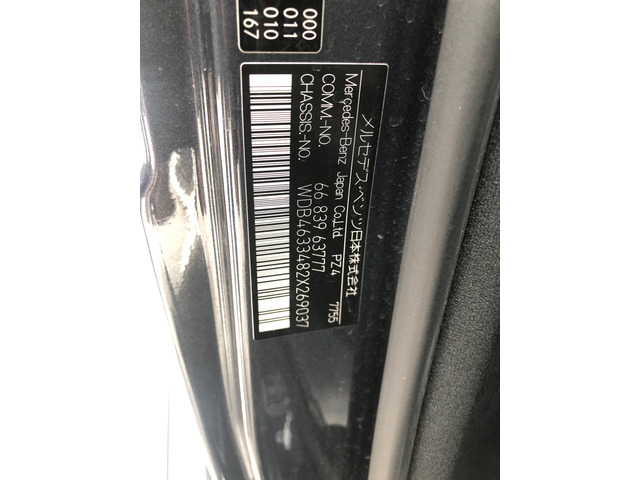 メルセデス・ベンツ日本株式会社
Mercedes-Benz Japan Co.Ltd. PZ4 7755
COMM.-NO. 66 839 63777
CHASSIS.-NO. WDB4633482X269037
000
011
010
167